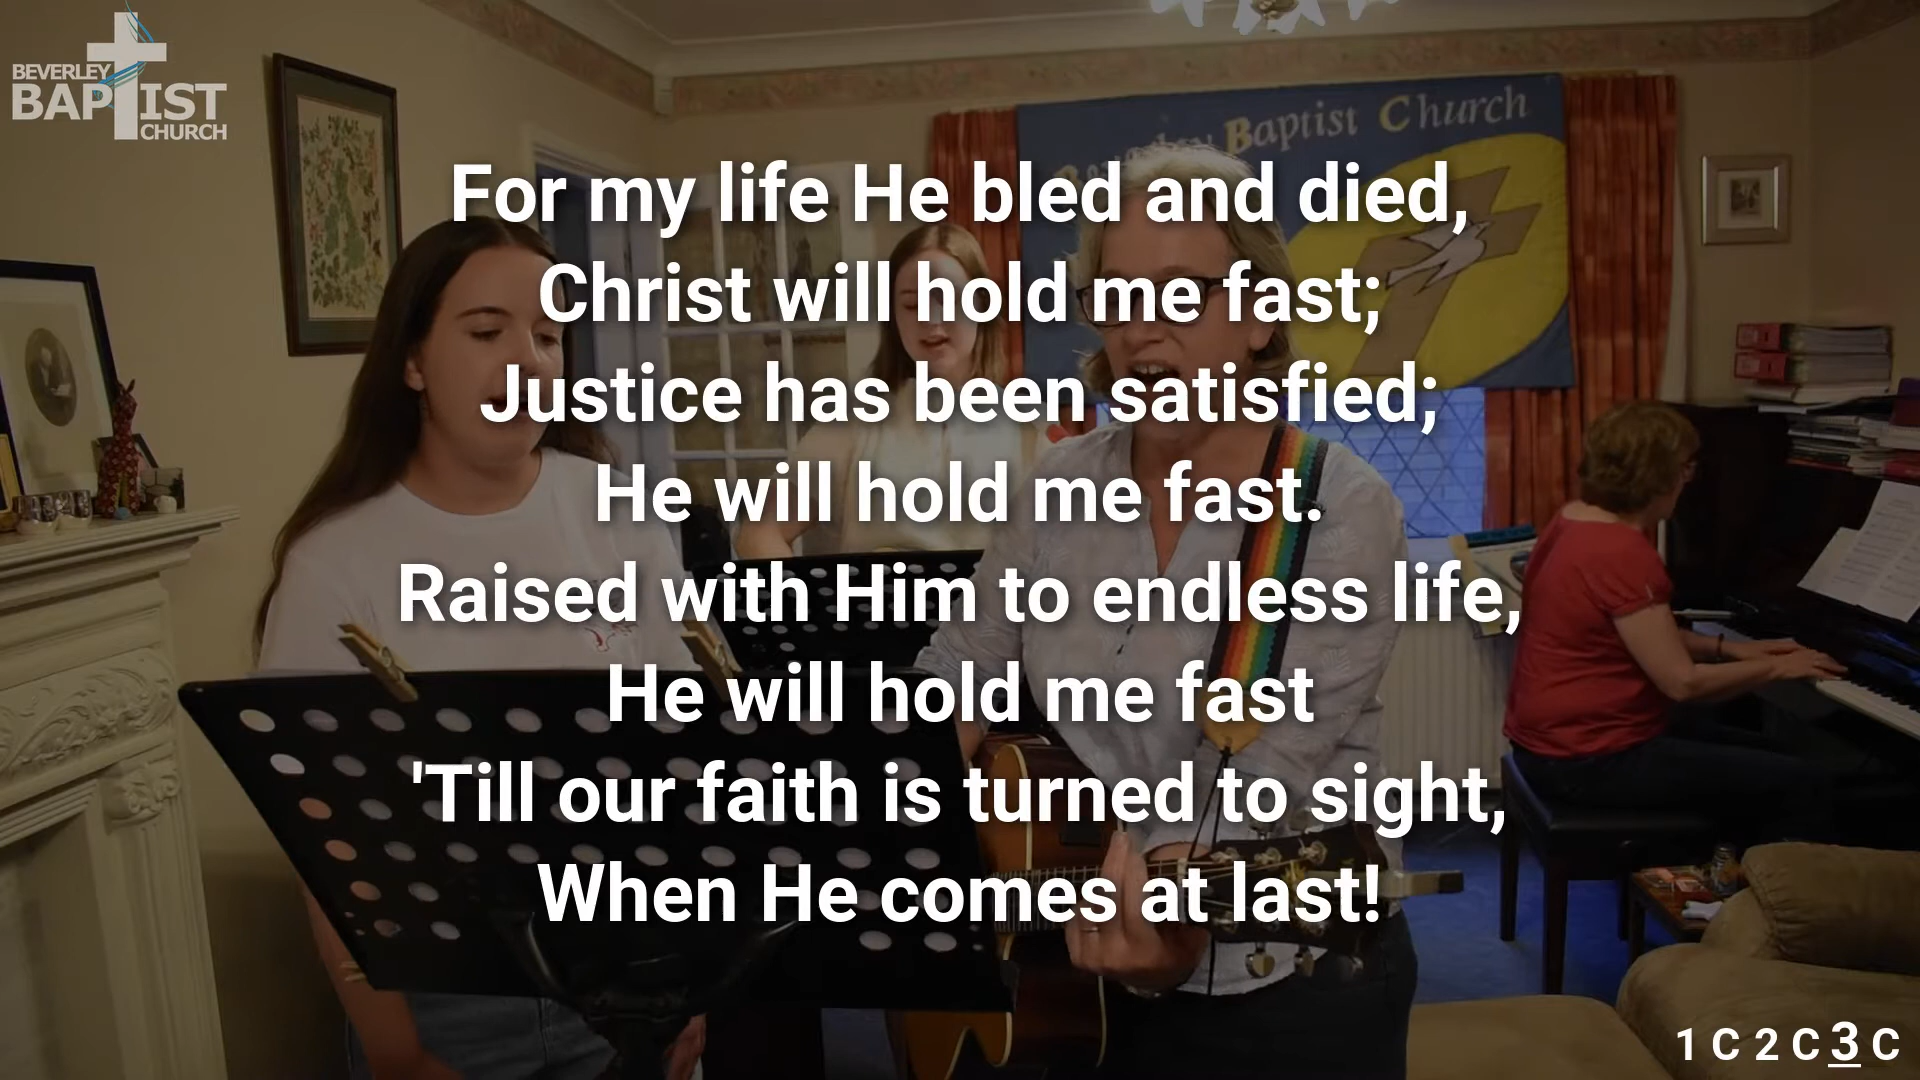 BEVERLEY
BAPTIST
CHURCH
Baptist Church
For my life He bled and died,
Christ will hold me fast;
Justice has been satisfied;
He will hold me fast.
Raised with Him to endless life,
He will hold me fast
'Till our faith is turned to sight,
When He comes at last!
1 C 2 C 3 C